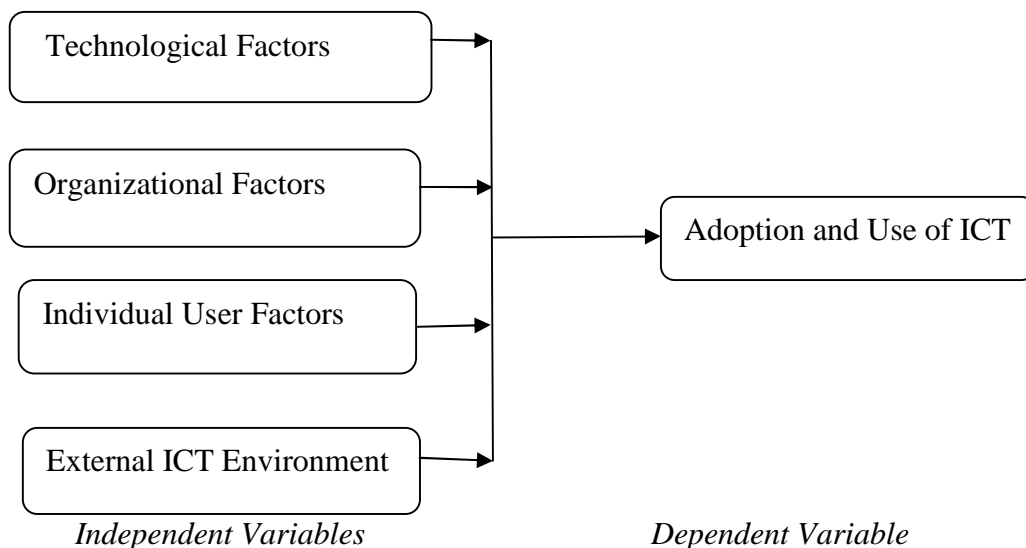 Technological Factors
Organizational Factors
Adoption and Use of ICT
Individual User Factors
External ICT Environment
Independent Variables
Dependent Variable